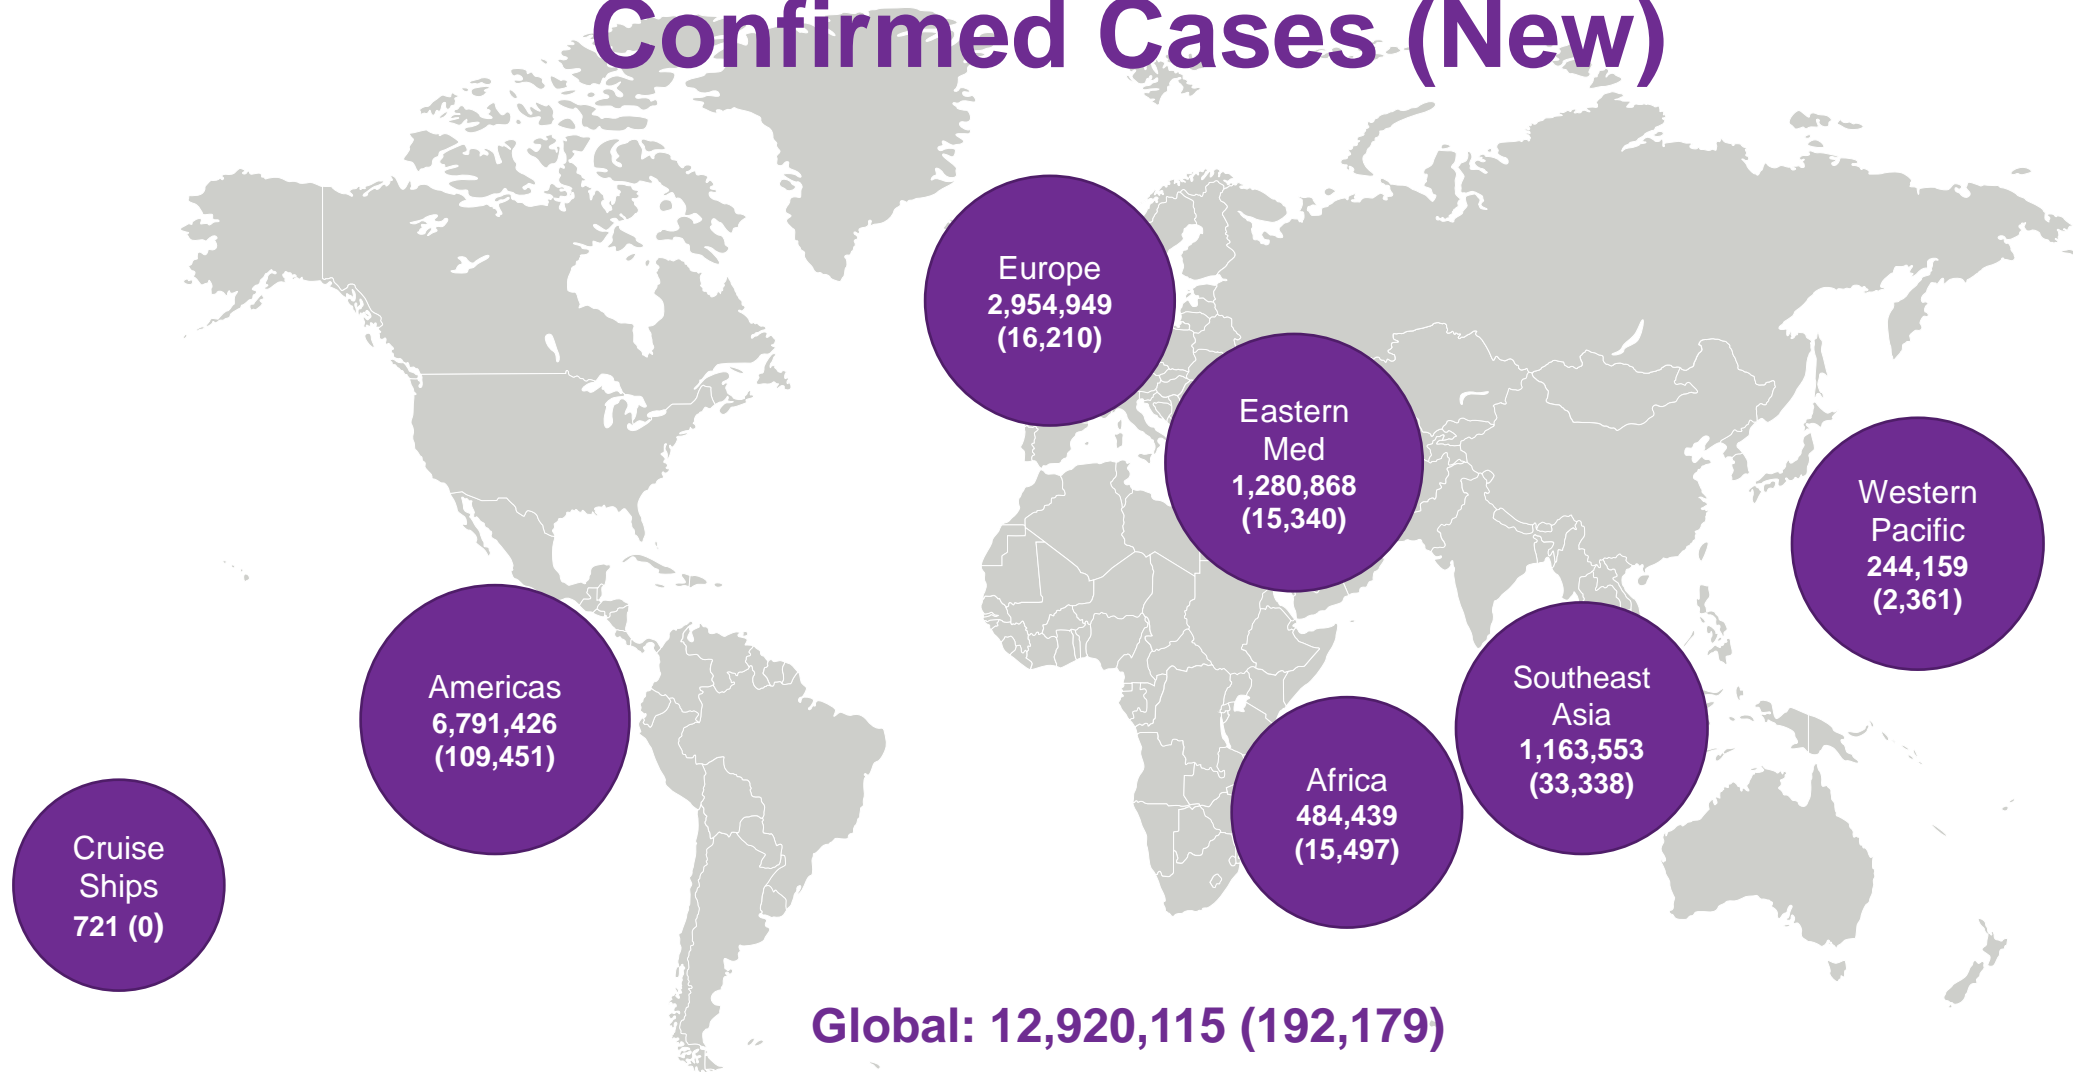 Confirmed Cases (New)
Europe
2,954,949
(16,210)
Eastern
Med
1,280,868
(15,340)
Western
Pacific
244,159
(2,361)
Americas
6,791,426
(109,451)
Southeast
Asia
1,163,553
(33,338)
Africa
484,439
(15,497)
Cruise
Ships
721 (0)
Global: 12,920,115 (192,179)